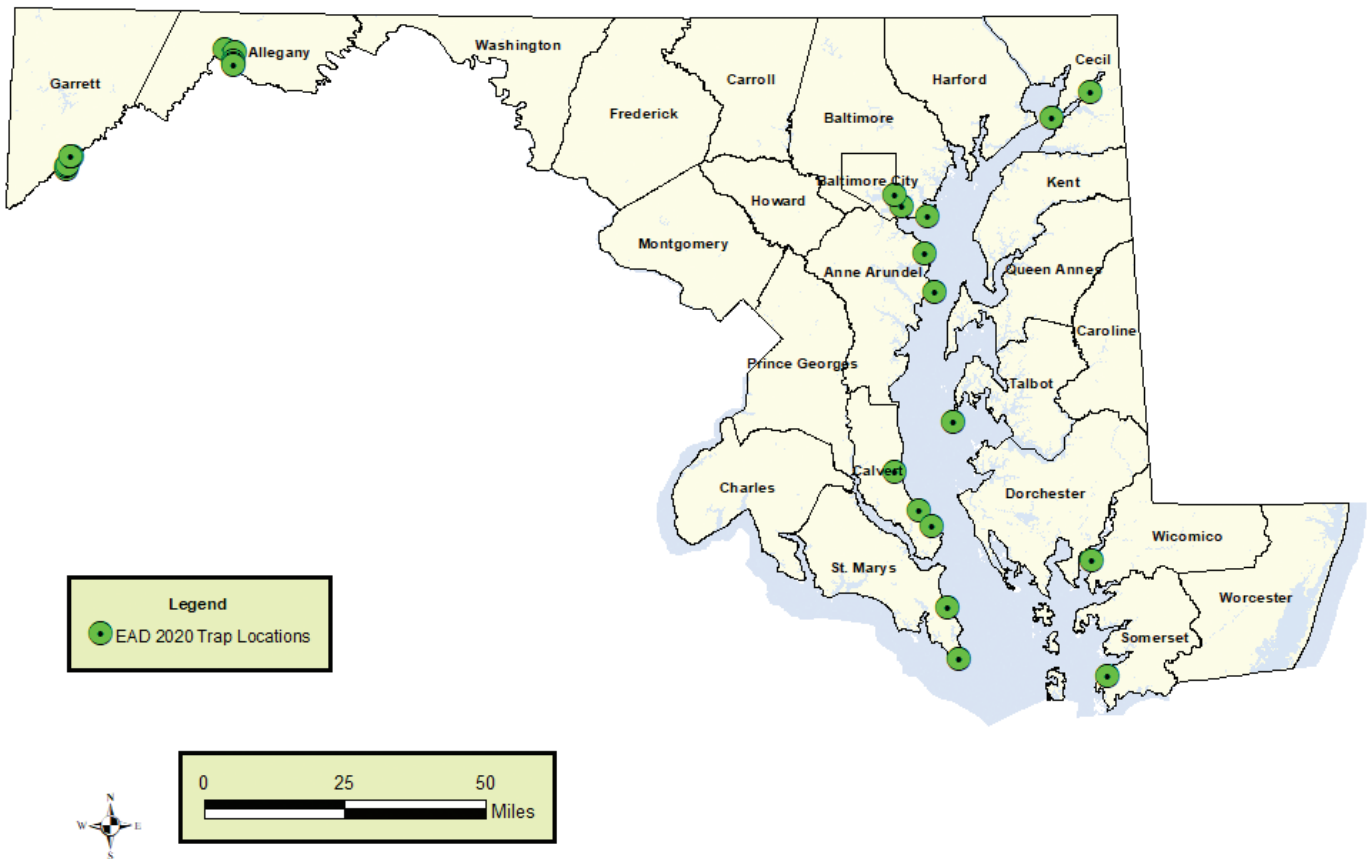 Washington
Allegany
Cecil
Garrett
Carroll
Harford
Frederick
Baltimore
Baltimore City
Kent
Howard
Montgomery
Anne Arundel
Queen Annes
Caroline
Prince Georges
Talbot
Calvert
Charles
Dorchester
Wicomico
St. Marys
Worcester
Somerset
Legend
EAD 2020 Trap Locations
0 25 50
Miles
N
W E
S